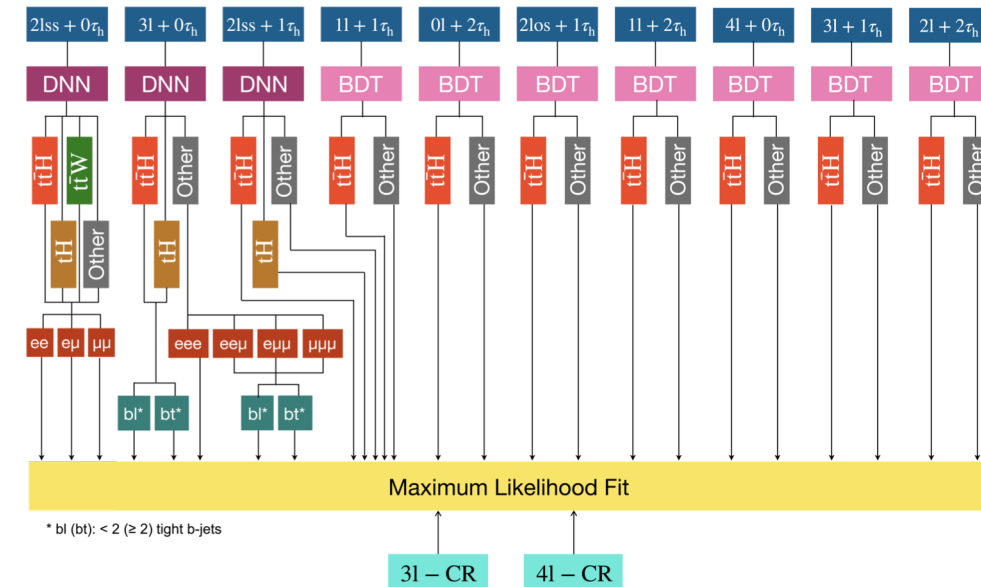 2lss + 0τh 3l + 0τh 2lss + 1τh 1l + 1τh 0l + 2τh 2los + 1τh 1l + 2τh 4l + 0τh 3l + 1τh 2l + 2τh
DNN DNN DNN BDT BDT BDT BDT BDT BDT BDT
tt̄H tt̄W tt̄H Other tt̄H Other tt̄H Other tt̄H Other tt̄H Other tt̄H Other tt̄H Other tt̄H Other tt̄H Other
tH Other tH tH
ee eμ μμ eee eeμ eμμ μμμ
bl* bt* bl* bt*
Maximum Likelihood Fit
* bl (bt): < 2 (≥ 2) tight b-jets
3l − CR 4l − CR